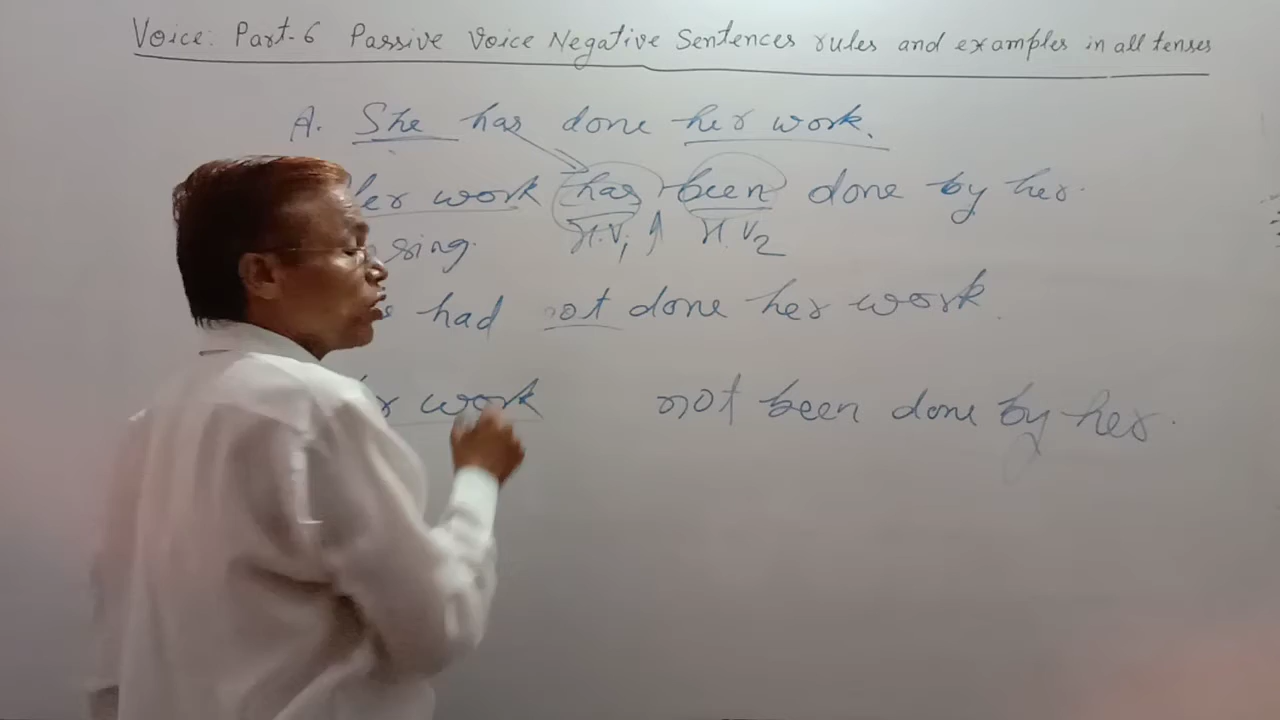 Voice: Part-6 Passive Voice Negative Sentences rules and examples in all tenses
A. She has done her work.
her work has been done by her.
H.V1 H.V2
sing.
had not done her work.
work not been done by her.